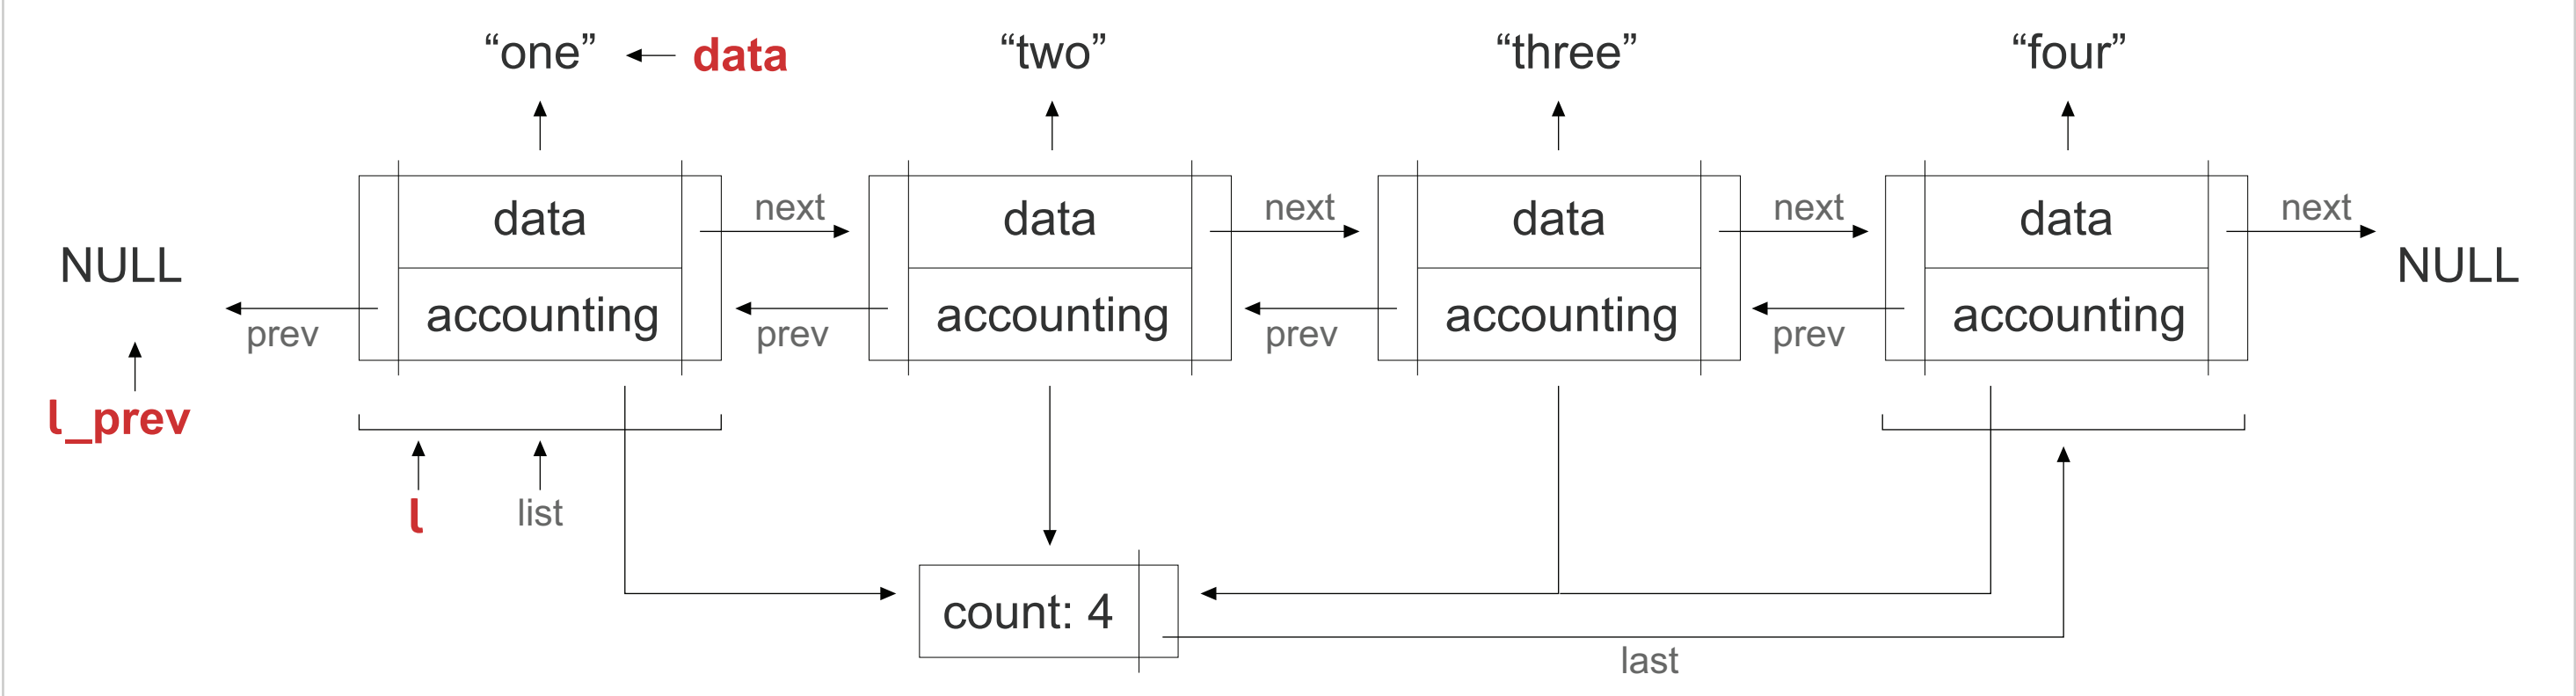 “one” data “two” “three” “four”
data next data next data next data next
NULL NULL
accounting accounting accounting accounting
prev prev prev prev
l_prev
l list
count: 4
last